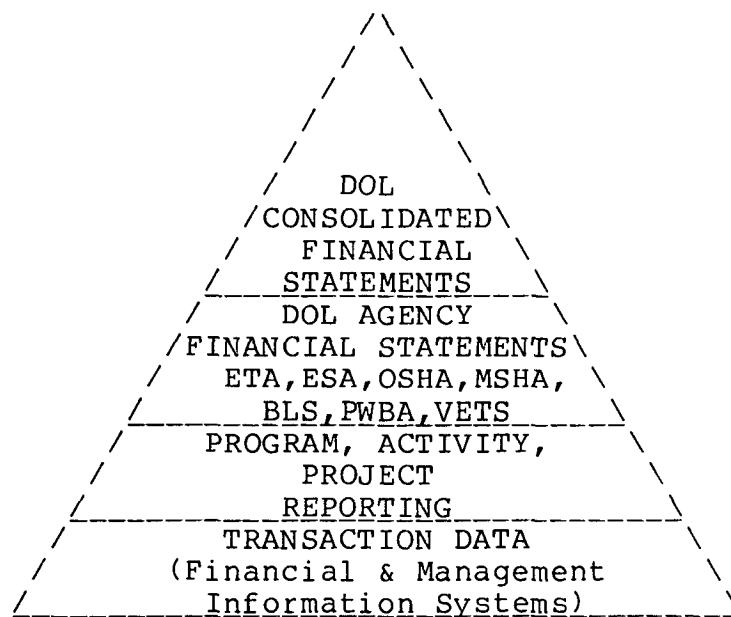 DOL
CONSOLIDATED
FINANCIAL
STATEMENTS
DOL AGENCY
FINANCIAL STATEMENTS
ETA,ESA,OSHA,MSHA,
BLS,PWBA,VETS
PROGRAM, ACTIVITY,
PROJECT
REPORTING
TRANSACTION DATA
(Financial & Management
Information Systems)